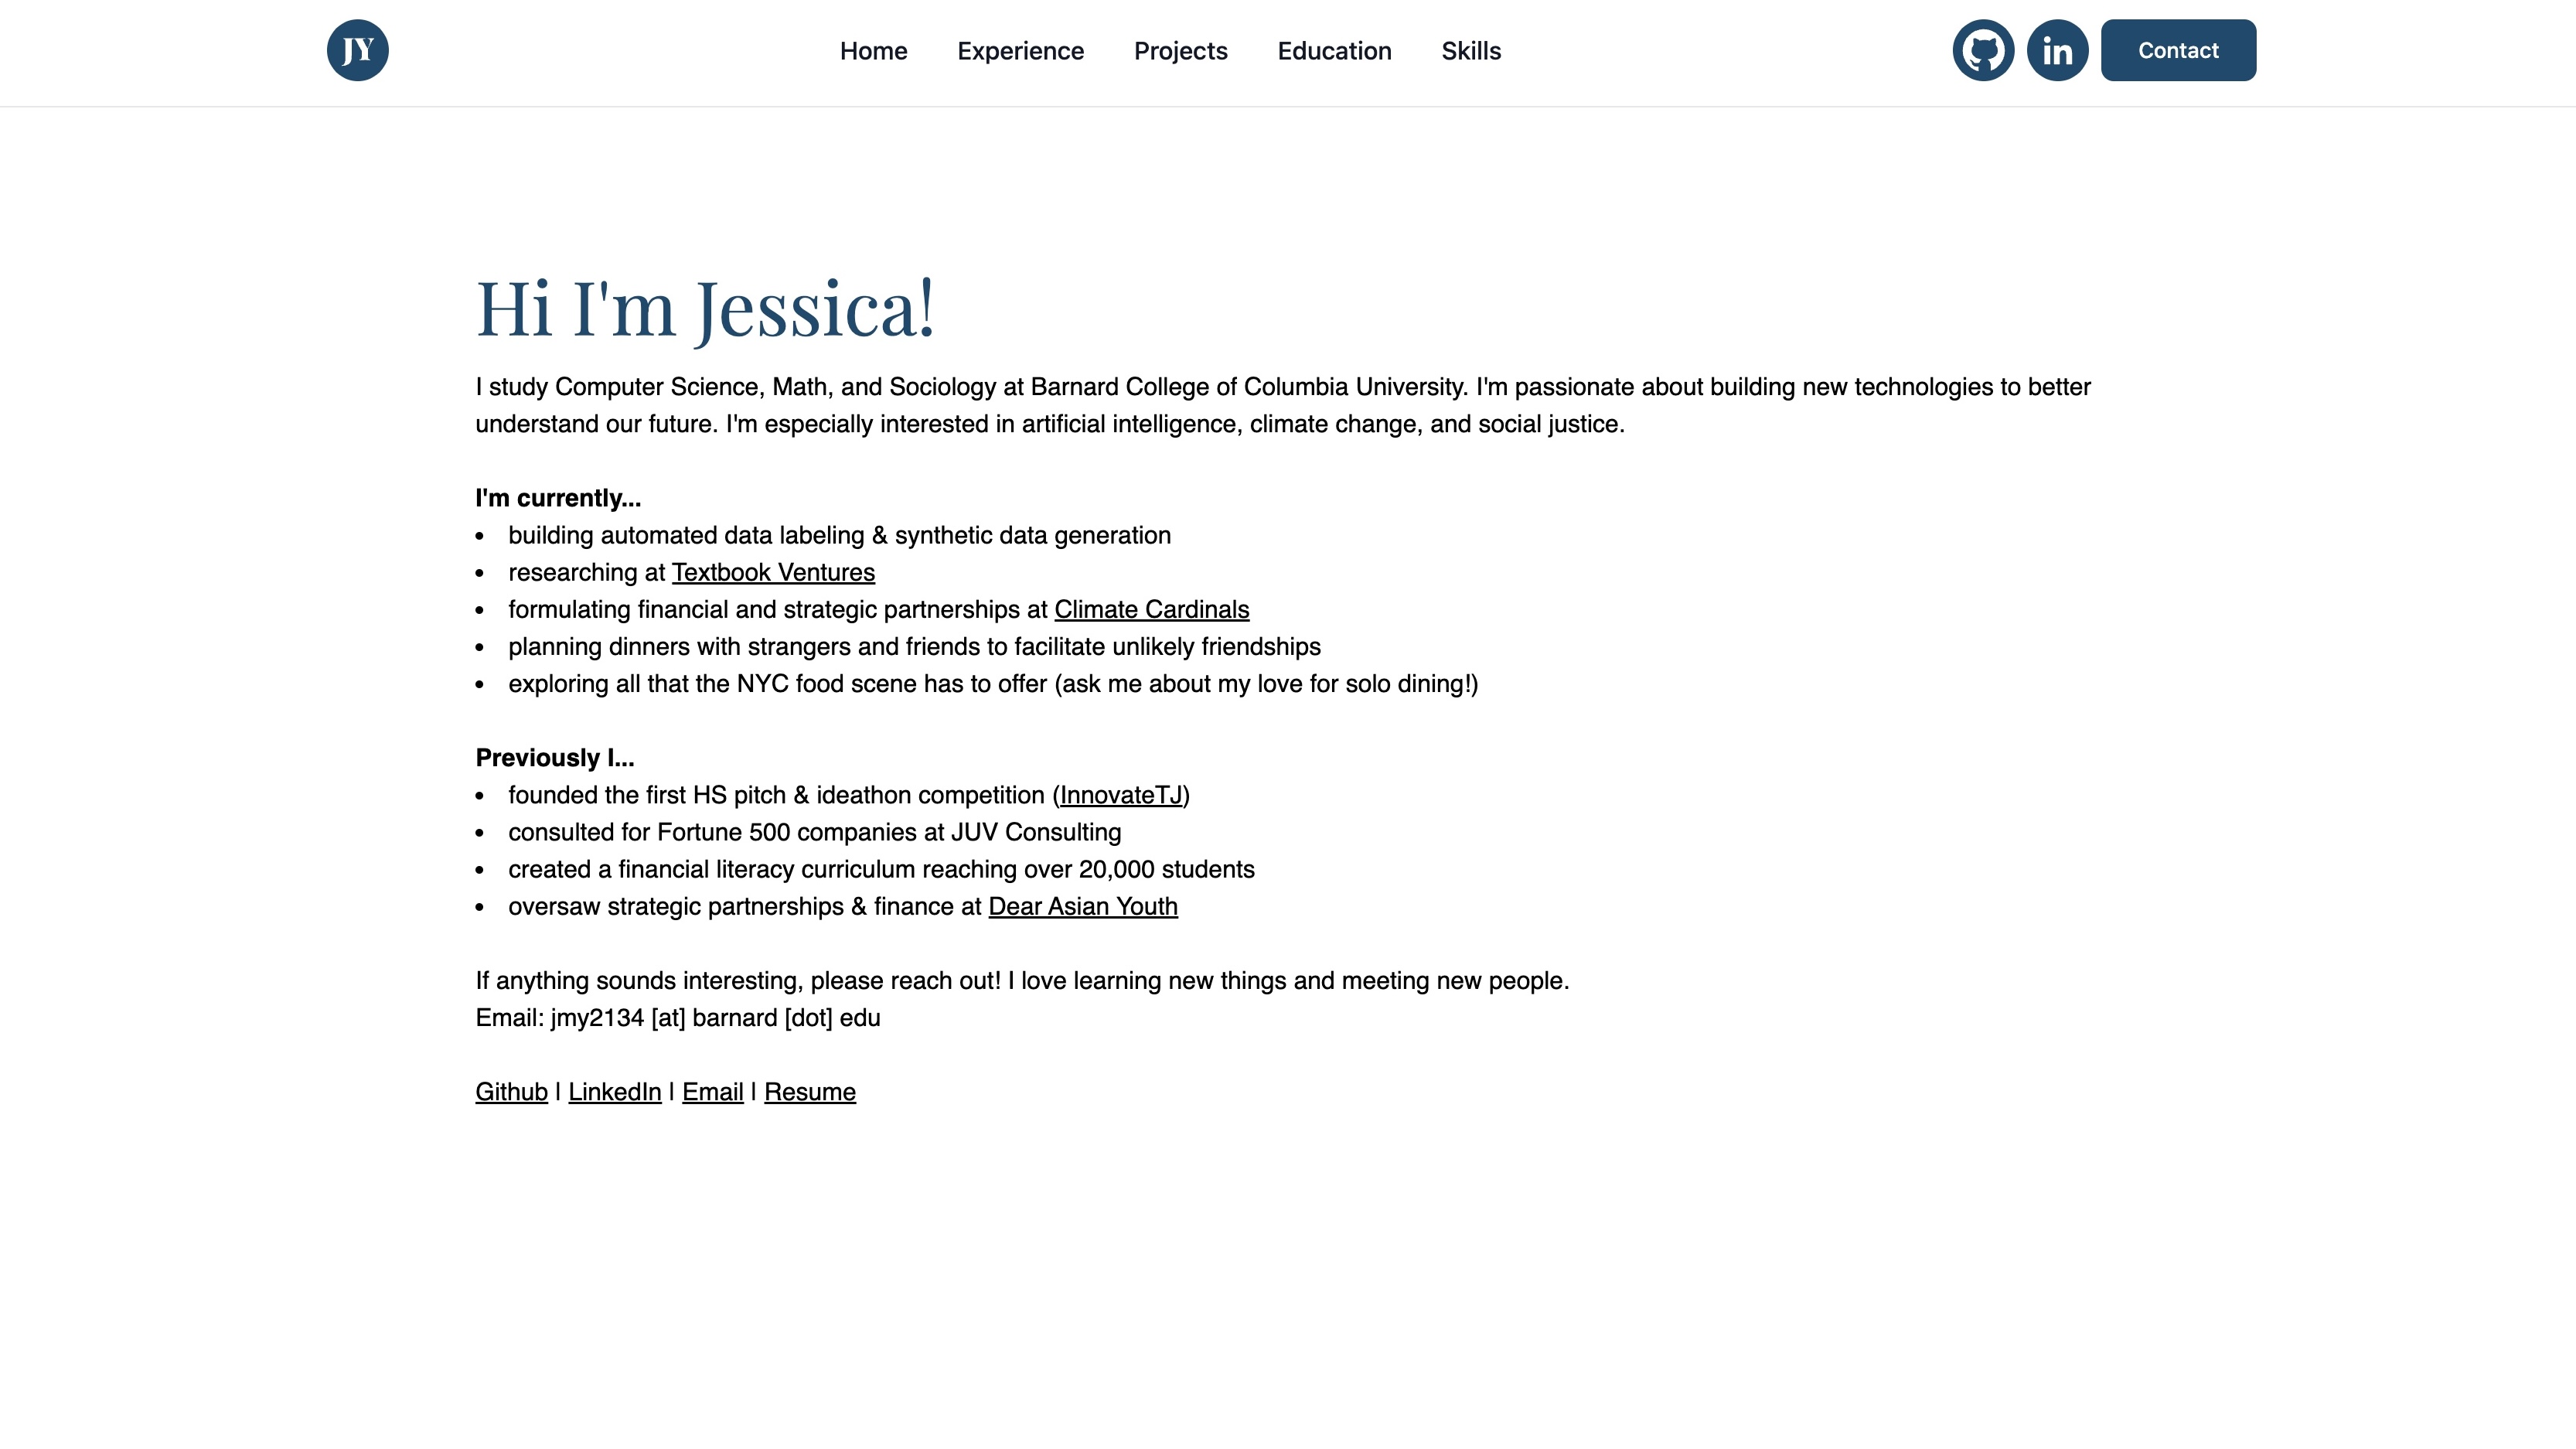 JY
Home
Experience
Projects
Education
Skills
in
Contact
Hi I'm Jessica!
I study Computer Science, Math, and Sociology at Barnard College of Columbia University. I'm passionate about building new technologies to better
understand our future. I'm especially interested in artificial intelligence, climate change, and social justice.
I'm currently...
• building automated data labeling & synthetic data generation
• researching at Textbook Ventures
• formulating financial and strategic partnerships at Climate Cardinals
• planning dinners with strangers and friends to facilitate unlikely friendships
• exploring all that the NYC food scene has to offer (ask me about my love for solo dining!)
Previously I...
• founded the first HS pitch & ideathon competition (InnovateTJ)
• consulted for Fortune 500 companies at JUV Consulting
• created a financial literacy curriculum reaching over 20,000 students
• oversaw strategic partnerships & finance at Dear Asian Youth
If anything sounds interesting, please reach out! I love learning new things and meeting new people.
Email: jmy2134 [at] barnard [dot] edu
Github | LinkedIn | Email | Resume